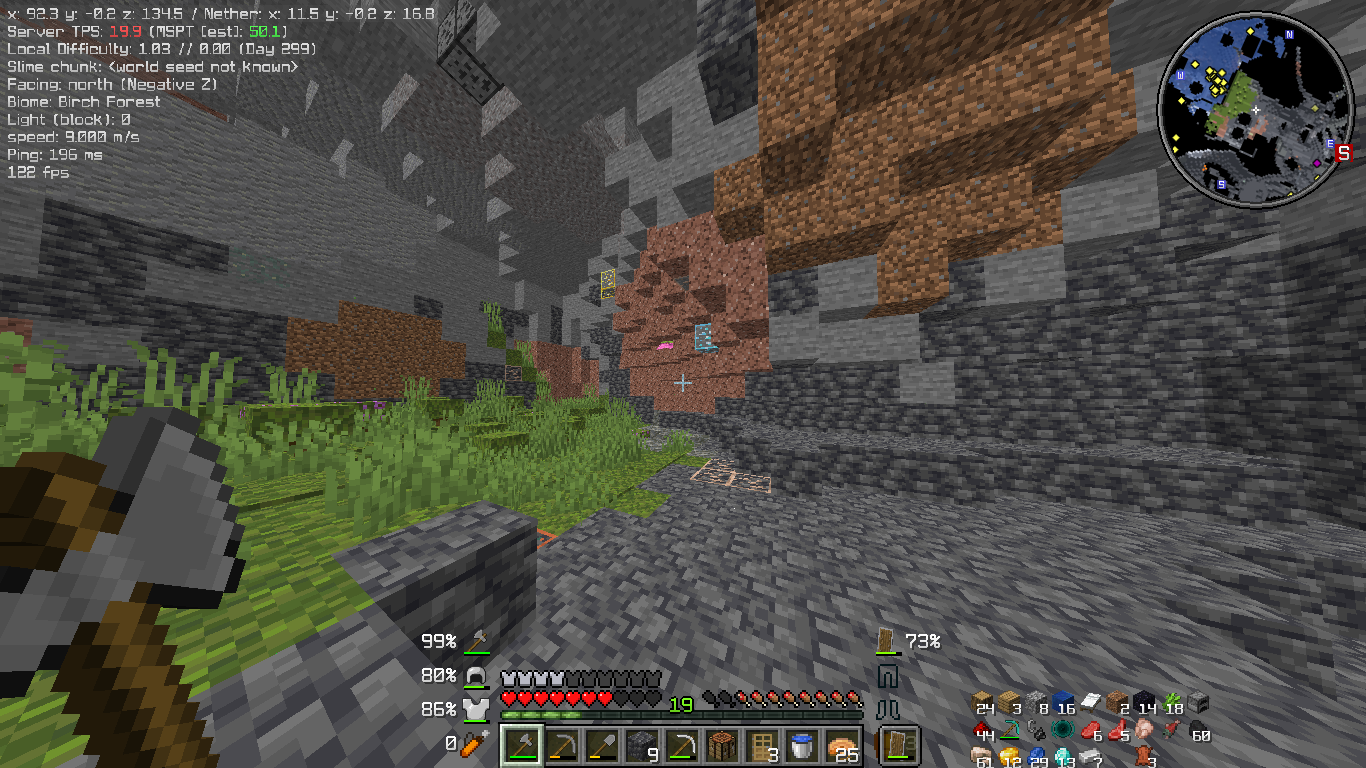 x: 92.3 y: -0.2 z: 134.5 / Nether: x: 11.5 y: -0.2 z: 16.8
Server TPS: 19.9 (MSPT [est]: 50.1)
Local Difficulty: 1.03 // 0.00 (Day 299)
Slime chunk: <world seed not known>
Facing: north (Negative Z)
Biome: Birch Forest
Light (block): 0
speed: 9.000 m/s
Ping: 196 ms
122 fps
N
W
E
S
S
99%
73%
80%
86%
19
0
9
3
25
24 3 8 16 2 14 18
44 6 5 60
61 12 29 13 7 3